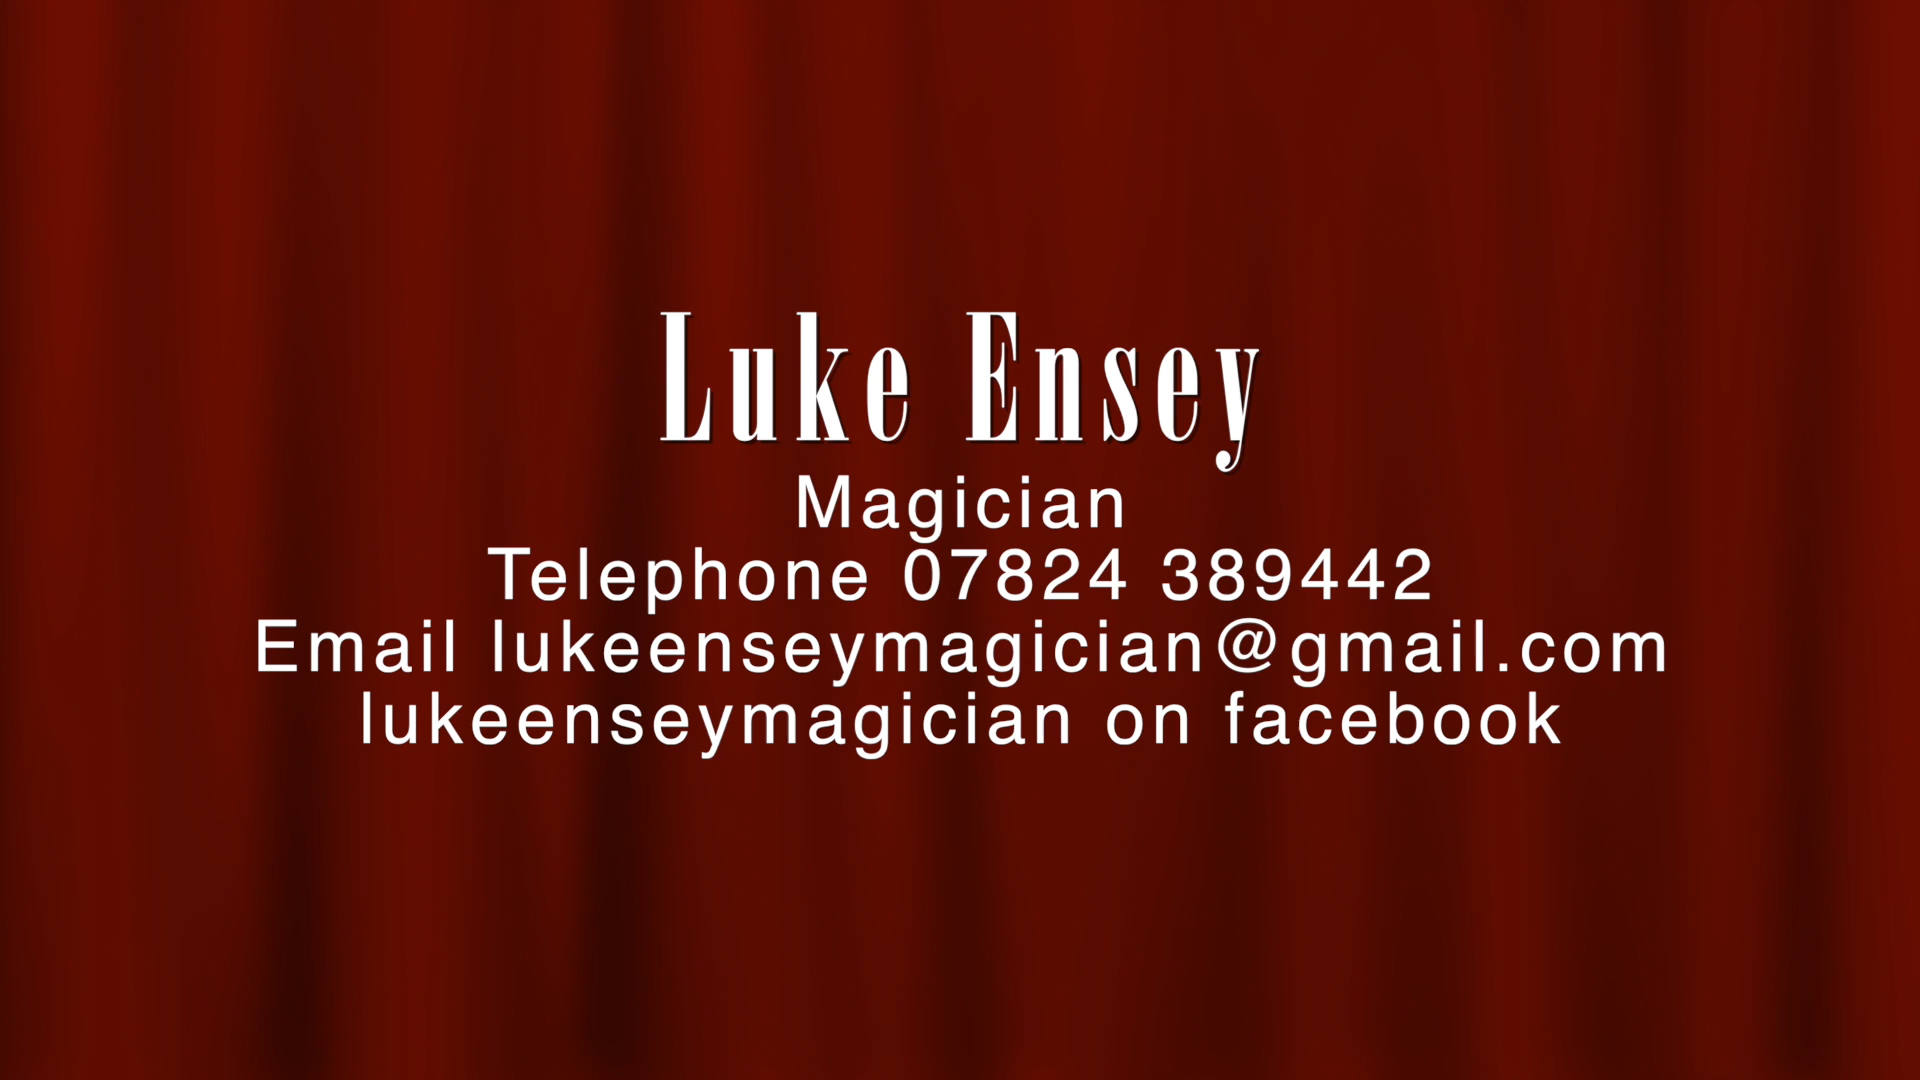 Luke Ensey
Magician
Telephone 07824 389442
Email lukeenseymagician@gmail.com
lukeenseymagician on facebook